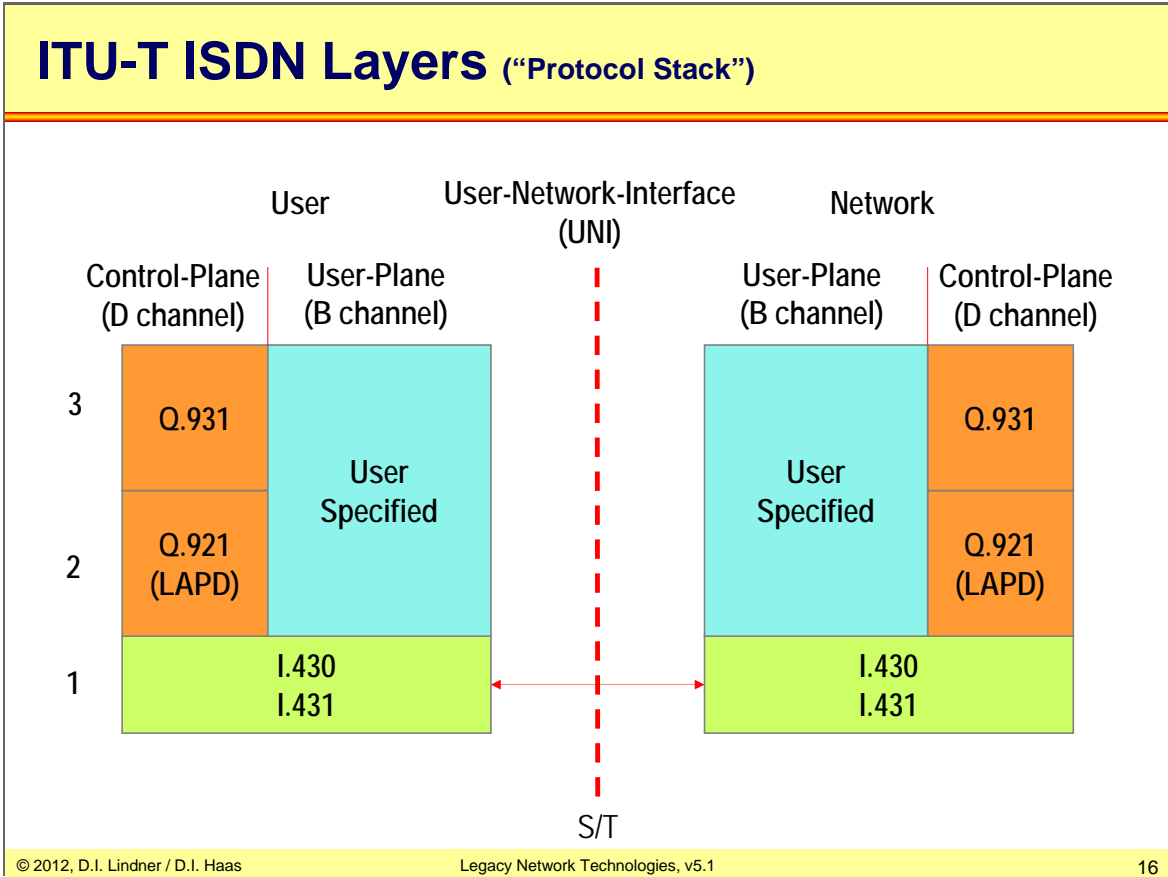 ITU-T ISDN Layers (“Protocol Stack”)
User
User-Network-Interface
(UNI)
Network
Control-Plane
(D channel)
User-Plane
(B channel)
User-Plane
(B channel)
Control-Plane
(D channel)
3
Q.931
User
Specified
User
Specified
Q.931
2
Q.921
(LAPD)
Q.921
(LAPD)
1
I.430
I.431
I.430
I.431
S/T
© 2012, D.I. Lindner / D.I. Haas
Legacy Network Technologies, v5.1
16